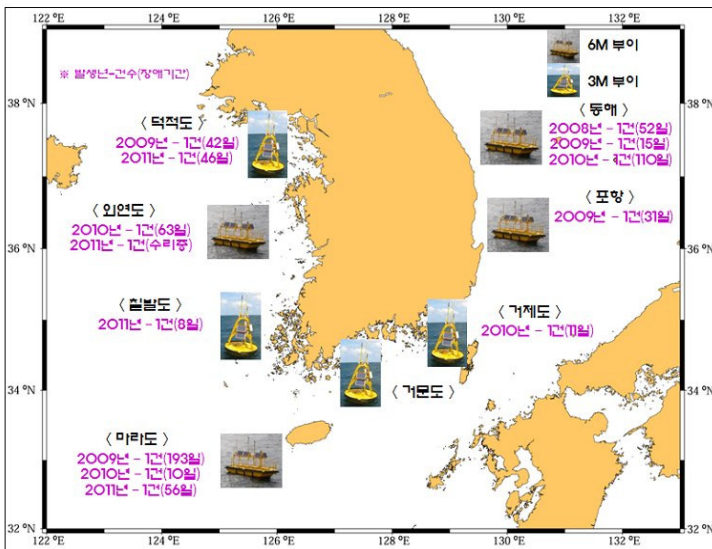 122 °E
124
126
128
130
132
※ 발생년-건수(장애기간)
6M 부이
3M 부이
38 °N
38 °N
< 덕적도 >
2009년 - 1건(42일)
2011년 - 1건(46일)
< 동해 >
2008년 - 1건(52일)
2009년 - 1건(15일)
2010년 - 1건(110일)
< 외연도 >
2010년 - 1건(63일)
2011년 - 1건(수리중)
< 포항 >
2009년 - 1건(31일)
36 °N
36 °N
< 칠발도 >
2011년 - 1건(8일)
< 거제도 >
2010년 - 1건(11일)
34 °N
34 °N
< 거문도 >
< 마라도 >
2009년 - 1건(193일)
2010년 - 1건(10일)
2011년 - 1건(56일)
32 °N
32 °N
122 °E
124
126
128
130
132